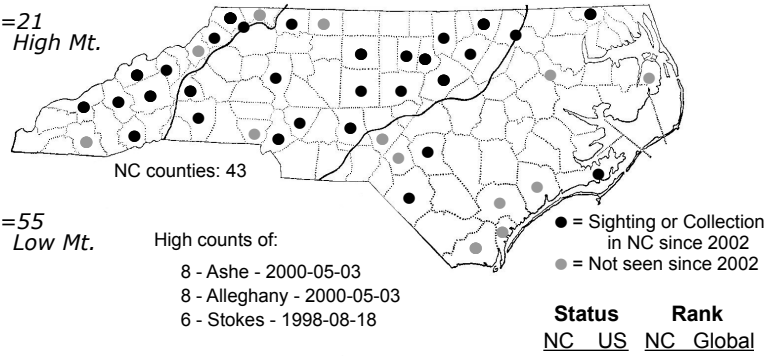 =21
High Mt.
NC counties: 43
=55
Low Mt.
High counts of:
8 - Ashe - 2000-05-03
8 - Alleghany - 2000-05-03
6 - Stokes - 1998-08-18
= Sighting or Collection
in NC since 2002
= Not seen since 2002
Status Rank
NC US NC Global